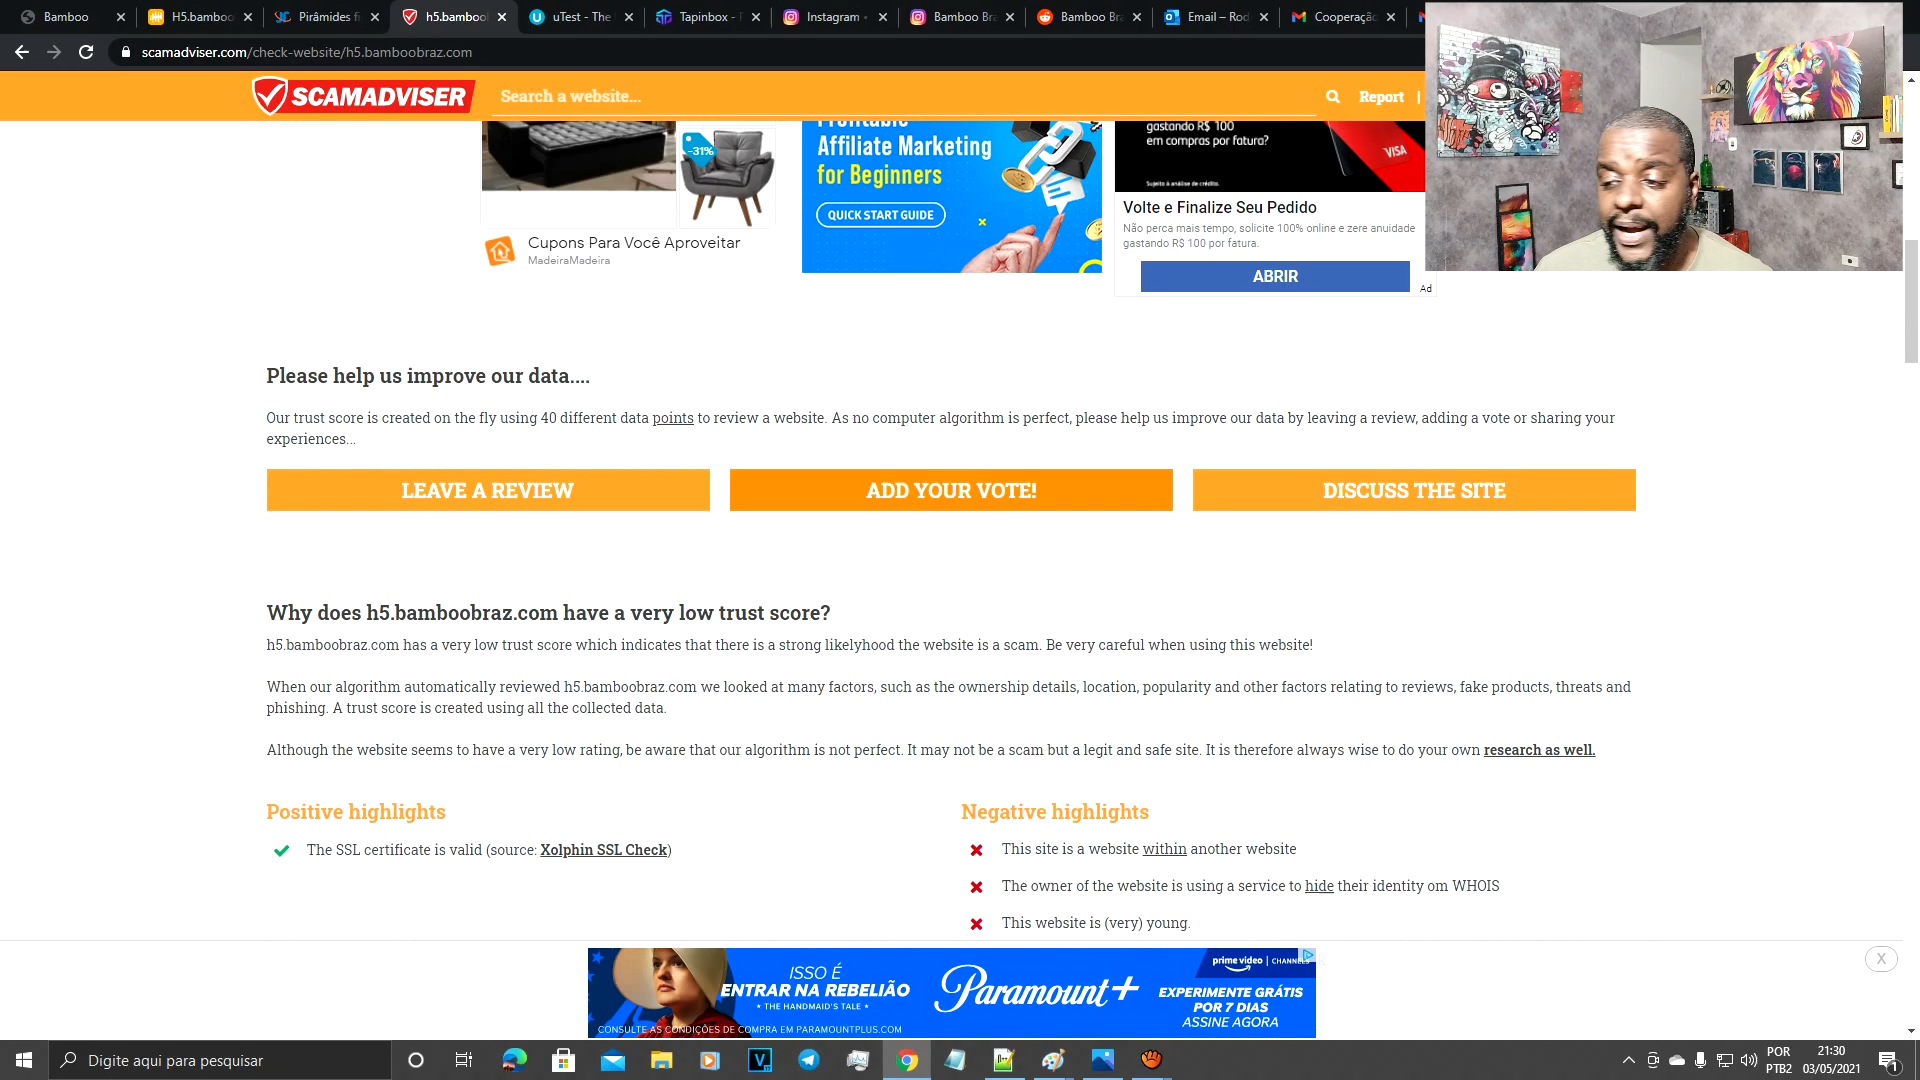 Bamboo
H5.bamboo
Pirâmides fi
h5.bamboo
uTest - The
Tapinbox -
Instagram
Bamboo Bra
Bamboo Bra
Email – Rod
Cooperação
scamadviser.com/check-website/h5.bamboobraz.com
SCAMADVISER
Search a website...
Report
-31%
Cupons Para Você Aproveitar
MadeiraMadeira
Profitable
Affiliate Marketing
for Beginners
QUICK START GUIDE
gastando R$ 100
em compras por fatura?
VISA
Sujeito à análise de crédito.
Volte e Finalize Seu Pedido
Não perca mais tempo, solicite 100% online e zere anuidade
gastando R$ 100 por fatura.
ABRIR
Ad
Please help us improve our data....
Our trust score is created on the fly using 40 different data points to review a website. As no computer algorithm is perfect, please help us improve our data by leaving a review, adding a vote or sharing your
experiences...
LEAVE A REVIEW
ADD YOUR VOTE!
DISCUSS THE SITE
Why does h5.bamboobraz.com have a very low trust score?
h5.bamboobraz.com has a very low trust score which indicates that there is a strong likelyhood the website is a scam. Be very careful when using this website!
When our algorithm automatically reviewed h5.bamboobraz.com we looked at many factors, such as the ownership details, location, popularity and other factors relating to reviews, fake products, threats and
phishing. A trust score is created using all the collected data.
Although the website seems to have a very low rating, be aware that our algorithm is not perfect. It may not be a scam but a legit and safe site. It is therefore always wise to do your own research as well.
Positive highlights
The SSL certificate is valid (source: Xolphin SSL Check)
Negative highlights
This site is a website within another website
The owner of the website is using a service to hide their identity om WHOIS
This website is (very) young.
ISSO É
ENTRAR NA REBELIÃO
THE HANDMAID'S TALE
CONSULTE AS CONDIÇÕES DE COMPRA EM PARAMOUNTPLUS.COM
Paramount+
prime video | CHANNELS
EXPERIMENTE GRÁTIS
POR 7 DIAS
ASSINE AGORA
X
Digite aqui para pesquisar
POR
PTB2
21:30
03/05/2021
1